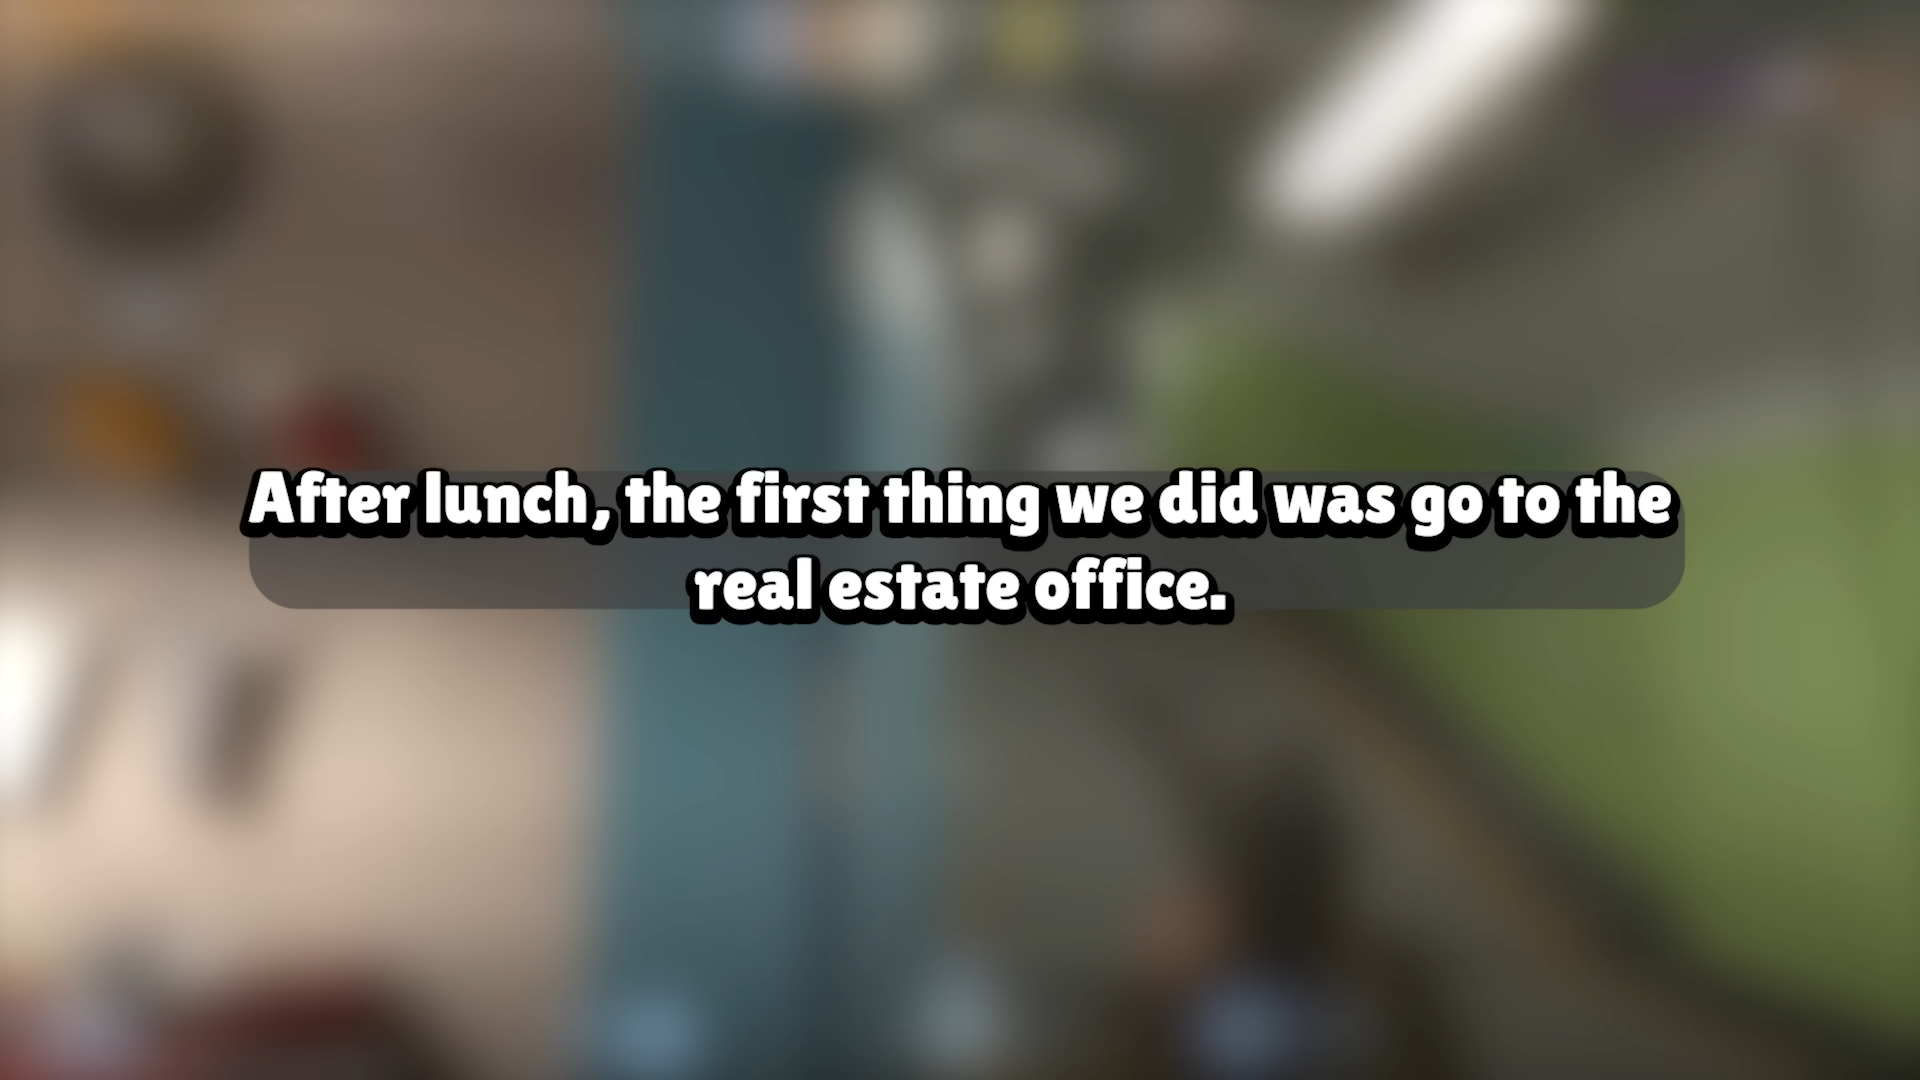 After lunch, the first thing we did was go to the
real estate office.